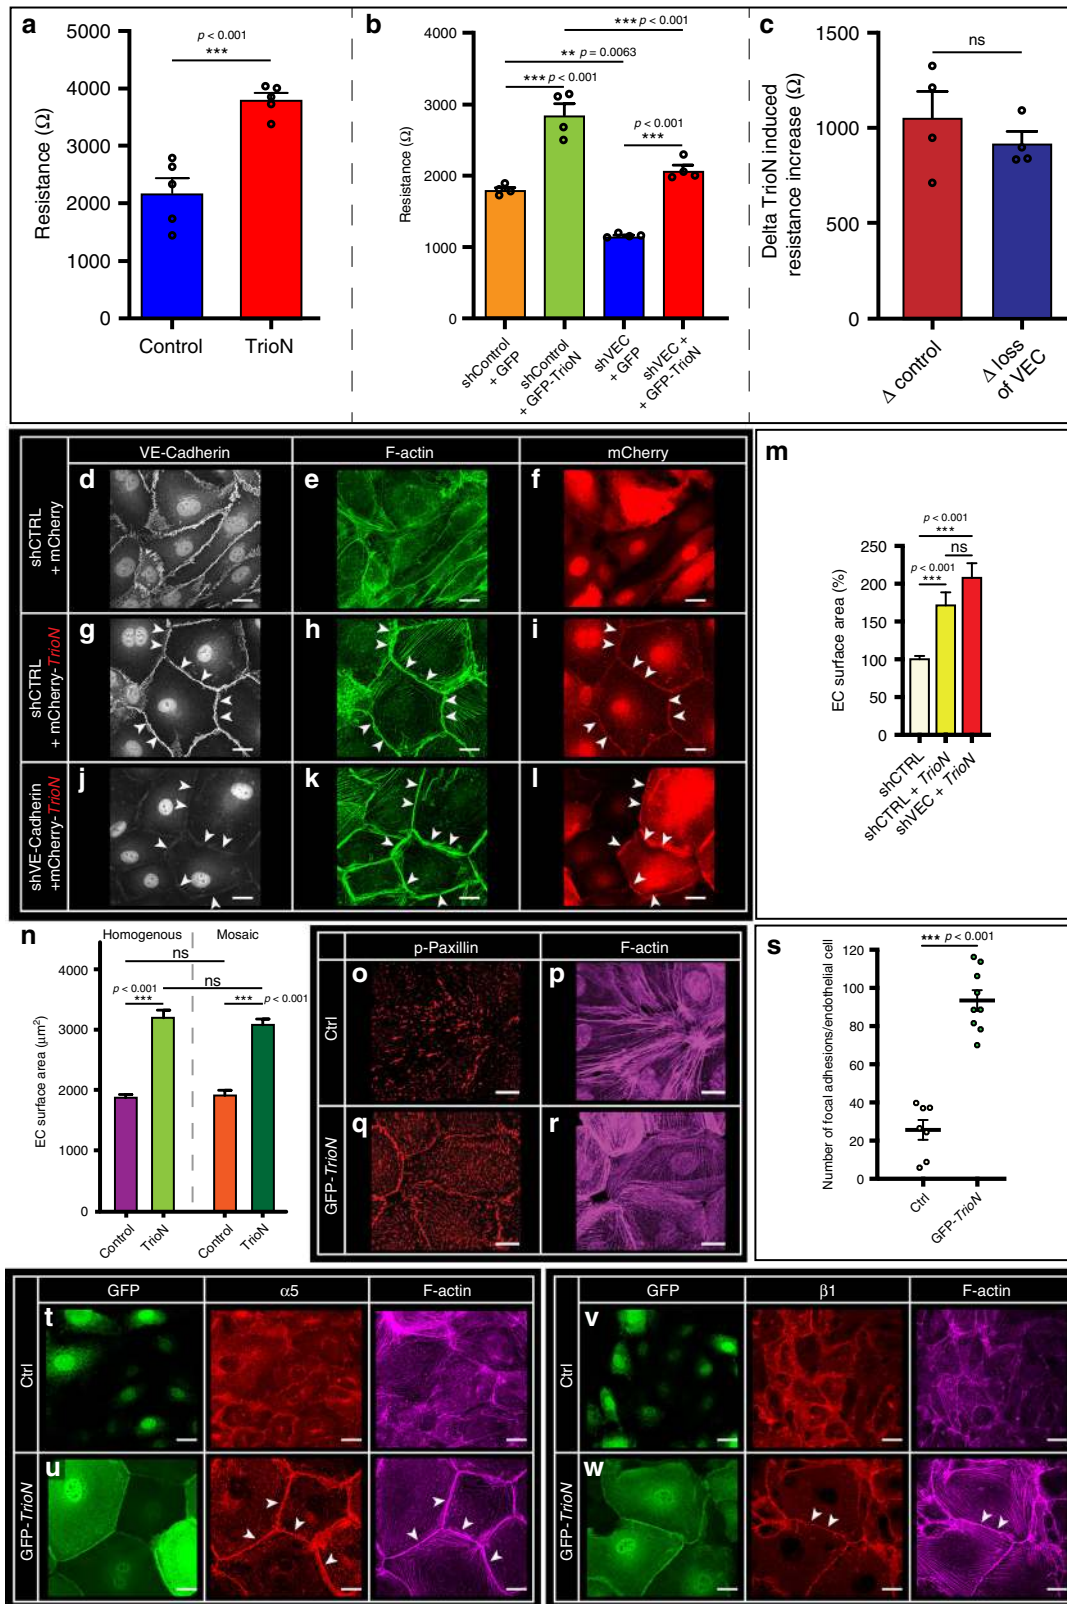 a
5000
4000
3000
2000
1000
0
Resistance (Ω)
p < 0.001
***
Control
TrioN
b
4000
3000
2000
1000
0
Resistance (Ω)
*** p < 0.001
** p = 0.0063
*** p < 0.001
p < 0.001
***
shControl
+ GFP
shControl
+ GFP-TrioN
shVEC
+ GFP
shVEC +
+ GFP-TrioN
c
1500
1000
500
0
Delta TrioN induced
resistance increase (Ω)
ns
Δ control
Δ loss
of VEC
VE-Cadherin
F-actin
mCherry
shCTRL
+ mCherry
d
e
f
shCTRL
+ mCherry-TrioN
g
h
i
shVE-Cadherin
+mCherry-TrioN
j
k
l
m
p < 0.001
***
ns
p < 0.001
***
250
200
150
100
50
0
EC surface area (%)
shCTRL
shCTRL + TrioN
shVEC + TrioN
n
Homogenous
Mosaic
4000
3000
2000
1000
0
EC surface area (μm²)
ns
ns
p < 0.001
***
*** p < 0.001
Control
TrioN
Control
TrioN
p-Paxillin
F-actin
Ctrl
o
p
GFP-TrioN
q
r
s
*** p < 0.001
120
100
80
60
40
20
0
Number of focal adhesions/endothelial cell
Ctrl
GFP-TrioN
GFP
α5
F-actin
Ctrl
t
GFP-TrioN
u
GFP
β1
F-actin
Ctrl
v
GFP-TrioN
w